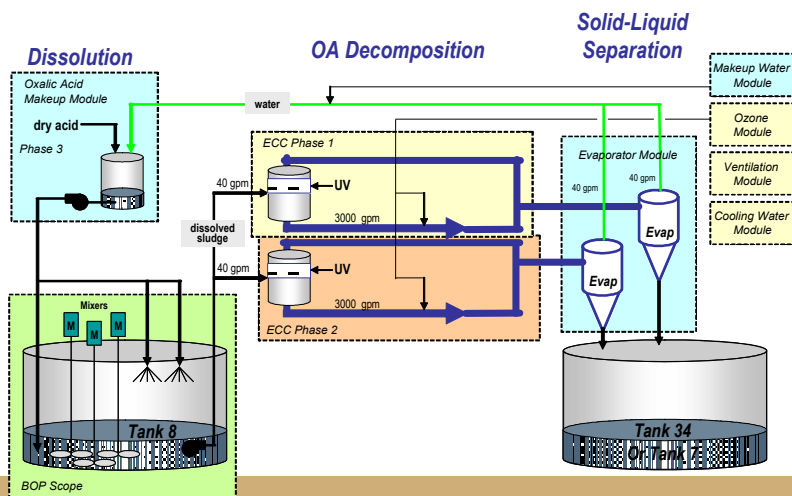 Dissolution
OA Decomposition
Solid-Liquid
Separation
Oxalic Acid
Makeup Module
dry acid
Phase 3
water
Makeup Water
Module
Ozone
Module
Ventilation
Module
Cooling Water
Module
ECC Phase 1
40 gpm
UV
3000 gpm
dissolved
sludge
40 gpm
UV
3000 gpm
ECC Phase 2
Evaporator Module
40 gpm
40 gpm
Evap
Evap
Mixers
M
M
M
Tank 8
BOP Scope
Tank 34
Or Tank 7